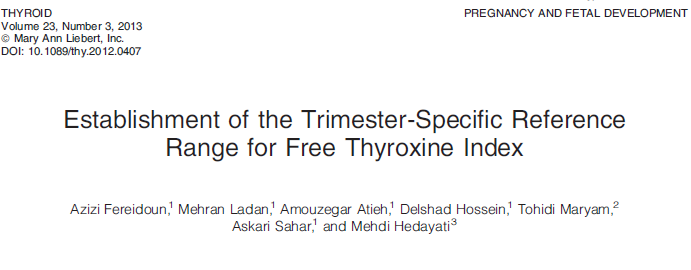 THYROID
Volume 23, Number 3, 2013
© Mary Ann Liebert, Inc.
DOI: 10.1089/thy.2012.0407
PREGNANCY AND FETAL DEVELOPMENT
Establishment of the Trimester-Specific Reference
Range for Free Thyroxine Index
Azizi Fereidoun,1 Mehran Ladan,1 Amouzegar Atieh,1 Delshad Hossein,1 Tohidi Maryam,2
Askari Sahar,1 and Mehdi Hedayati3